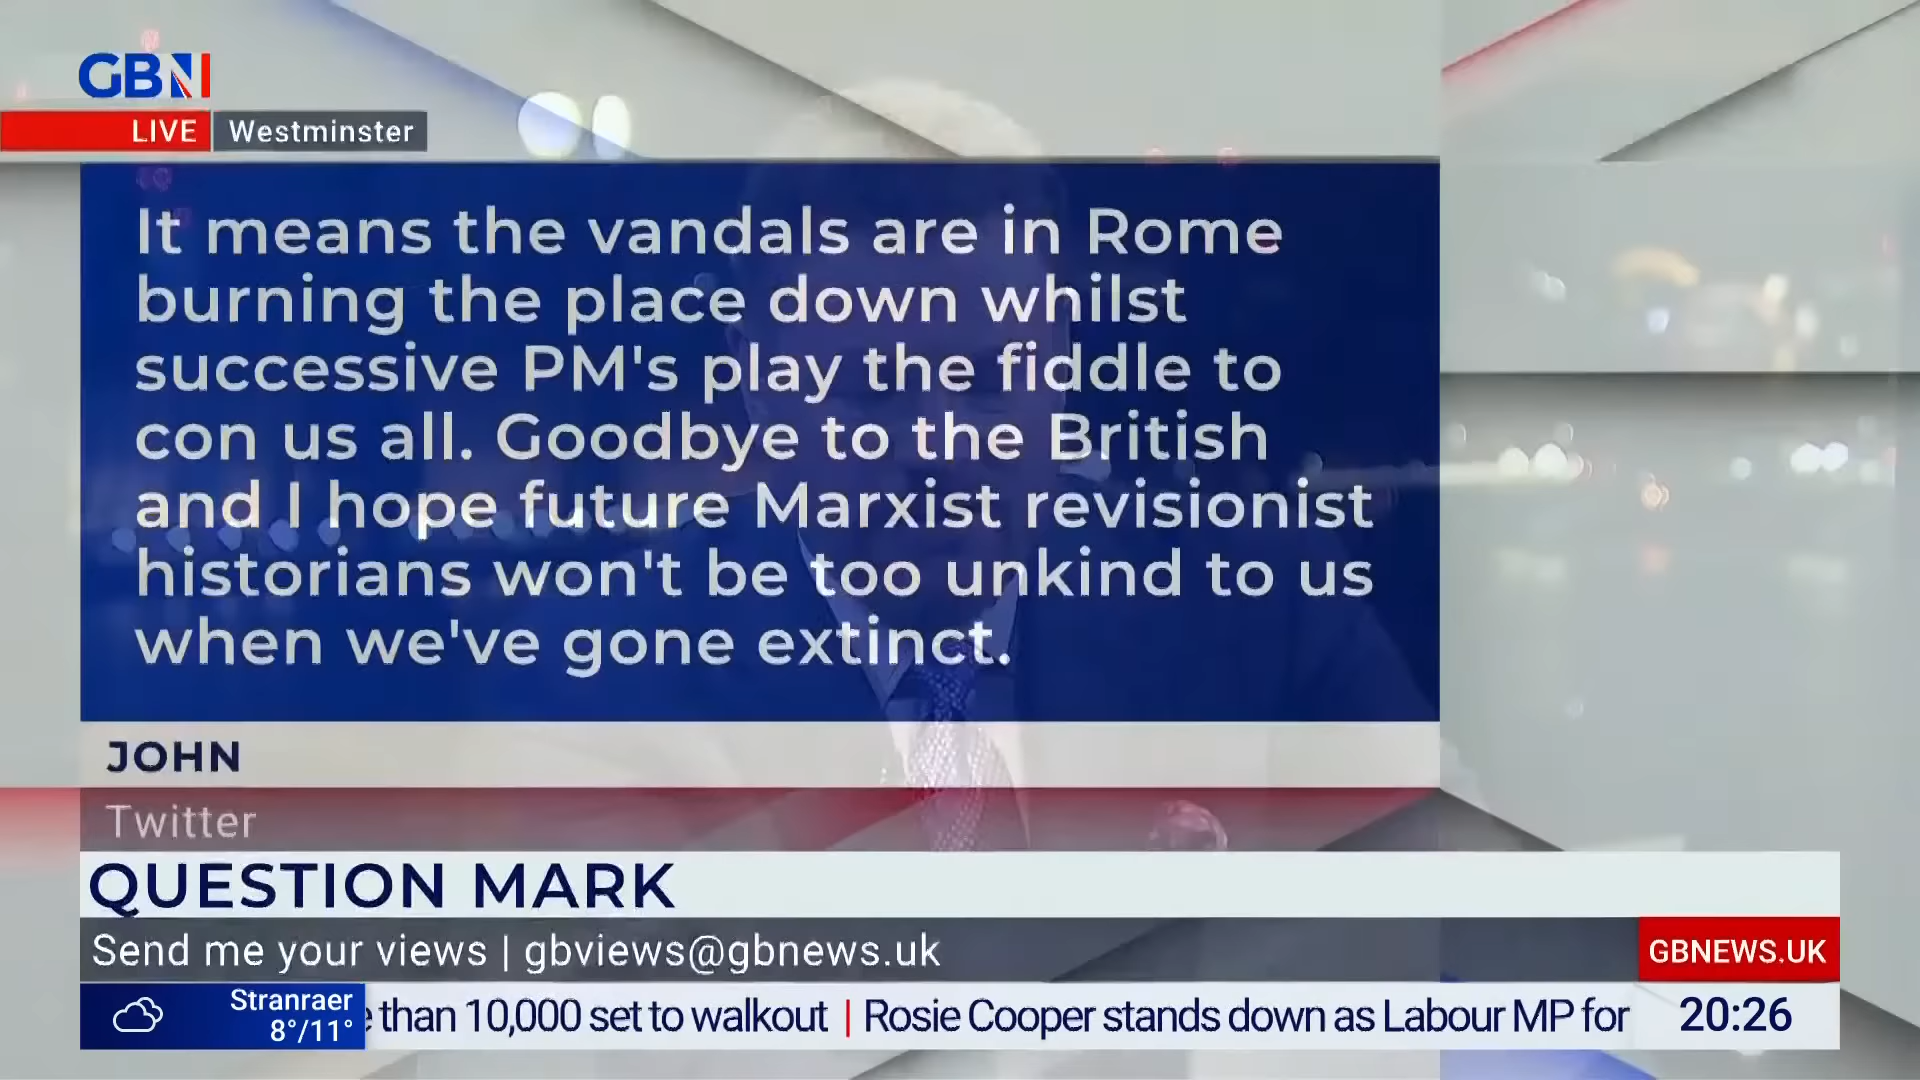 GBN
LIVE
Westminster
It means the vandals are in Rome
burning the place down whilst
successive PM's play the fiddle to
con us all. Goodbye to the British
and I hope future Marxist revisionist
historians won't be too unkind to us
when we've gone extinct.
JOHN
Twitter
QUESTION MARK
Send me your views | gbviews@gbnews.uk
GBNEWS.UK
Stranraer
8°/11°
than 10,000 set to walkout | Rosie Cooper stands down as Labour MP for
20:26